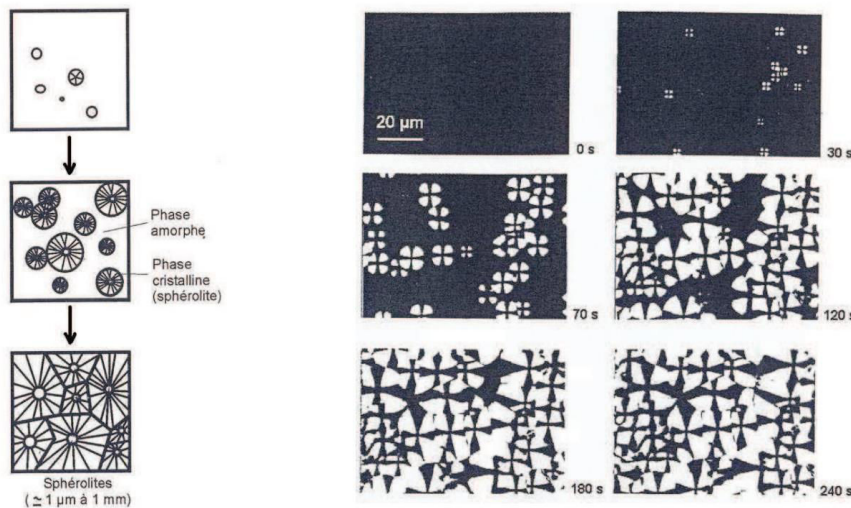 Phase
amorphe
Phase
cristalline
(sphérolite)
Sphérolites
( ≃ 1 µm à 1 mm)
20 µm
0 s
30 s
70 s
120 s
180 s
240 s